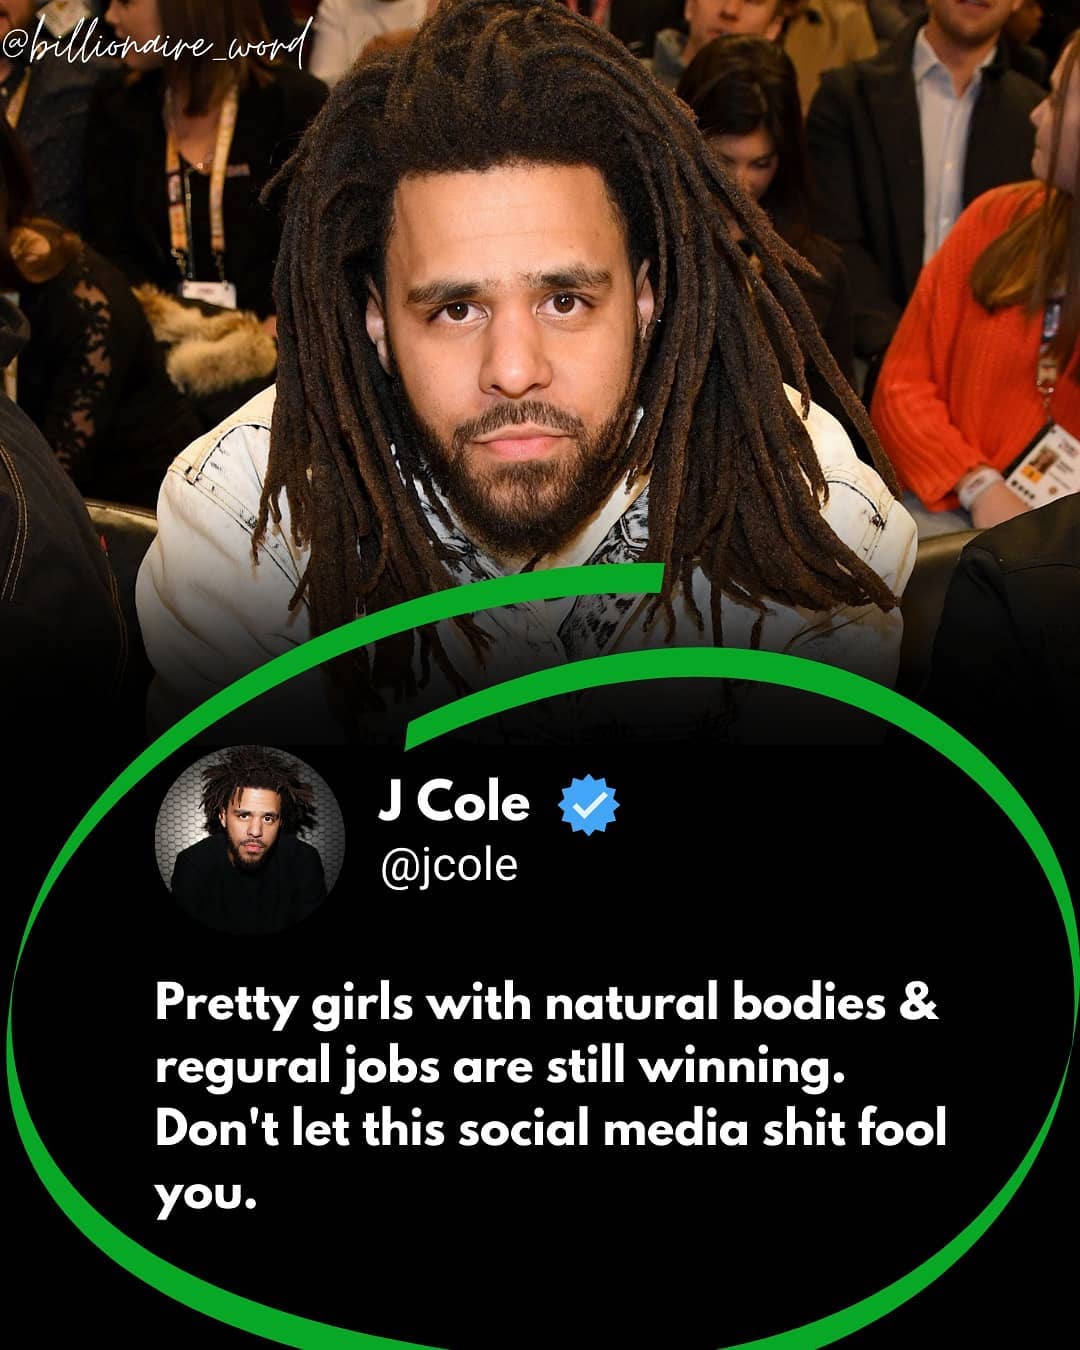 @billionaire_word
J Cole
@jcole
Pretty girls with natural bodies &
regural jobs are still winning.
Don't let this social media shit fool
you.